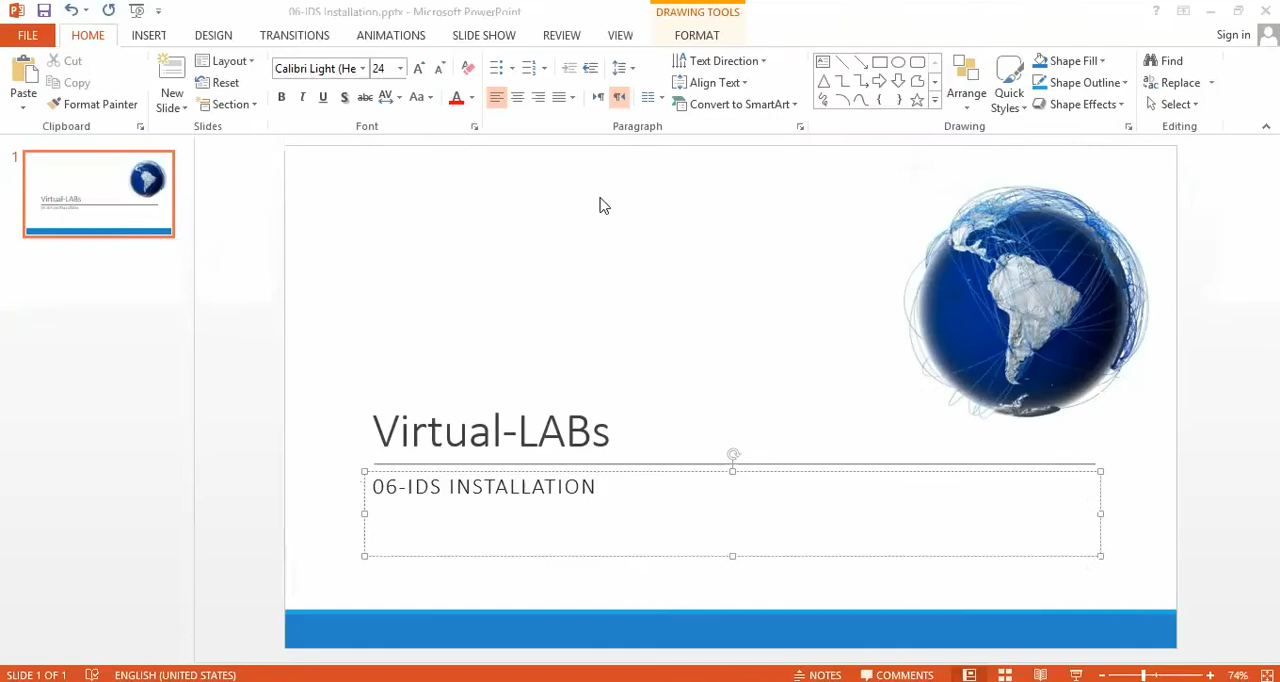 06-IDS Installation.pptx - Microsoft PowerPoint
DRAWING TOOLS
?
FILE HOME INSERT DESIGN TRANSITIONS ANIMATIONS SLIDE SHOW REVIEW VIEW FORMAT Sign in
Cut
Copy
Format Painter
Paste
Clipboard
New
Slide
Layout
Reset
Section
Slides
Calibri Light (He 24
B I U S abc AV Aa A
Font
Text Direction
Align Text
Convert to SmartArt
Paragraph
Arrange
Quick
Styles
Shape Fill
Shape Outline
Shape Effects
Drawing
Find
Replace
Select
Editing
1
Virtual-LABs
Virtual-LABs
06-IDS INSTALLATION
SLIDE 1 OF 1 ENGLISH (UNITED STATES) NOTES COMMENTS 74%